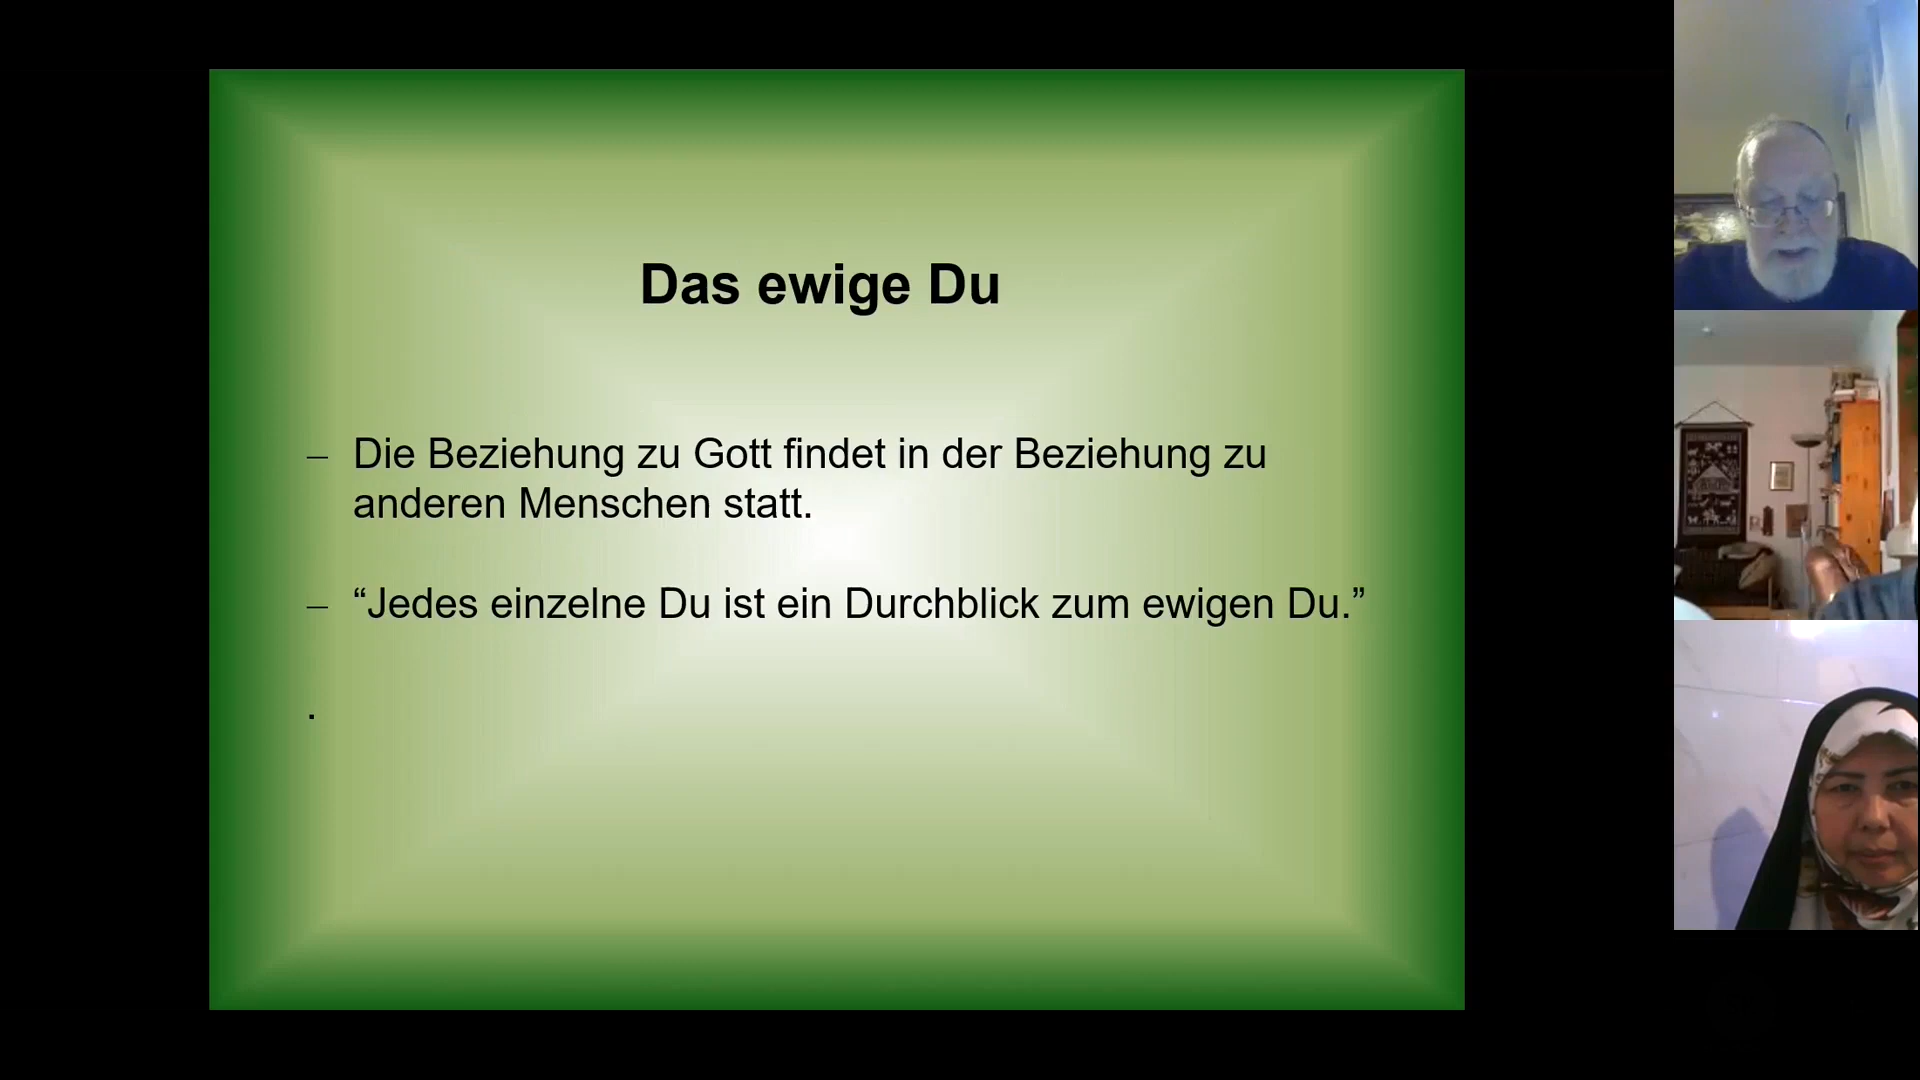 Das ewige Du
– Die Beziehung zu Gott findet in der Beziehung zu
anderen Menschen statt.
– “Jedes einzelne Du ist ein Durchblick zum ewigen Du.”
.